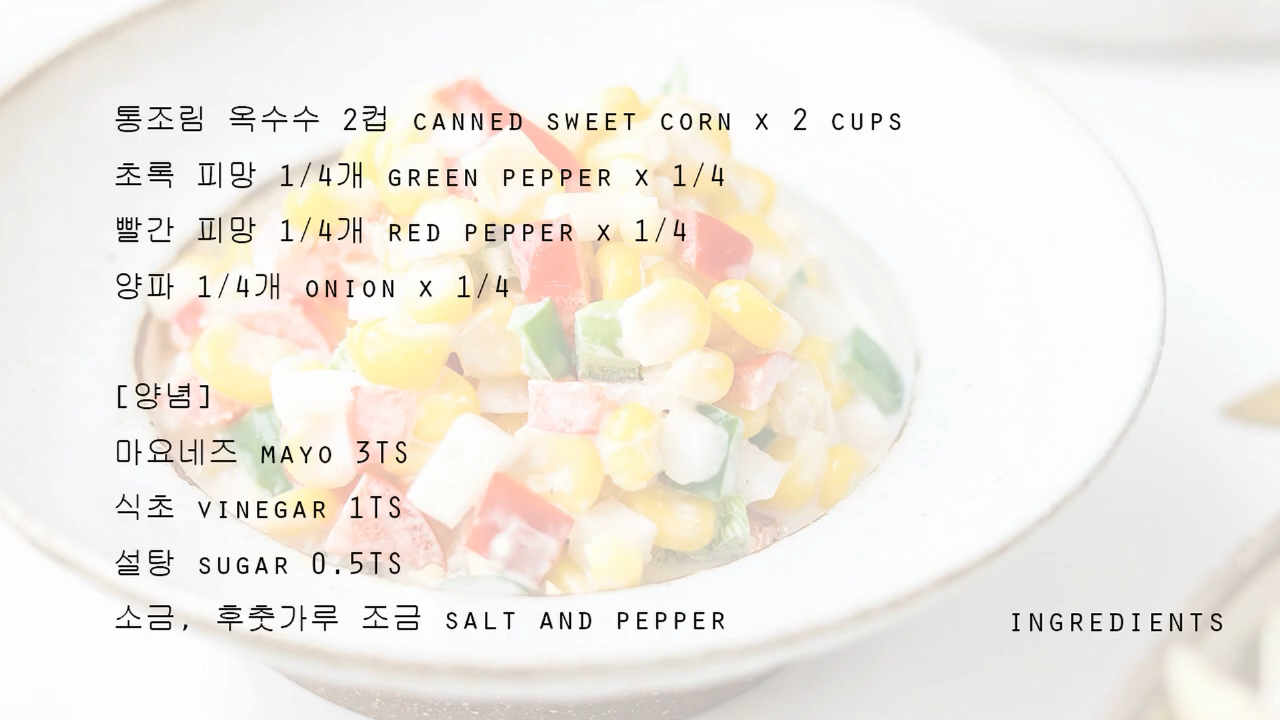 통조림 옥수수 2컵 CANNED SWEET CORN x 2 CUPS
초록 피망 1/4개 GREEN PEPPER x 1/4
빨간 피망 1/4개 RED PEPPER x 1/4
양파 1/4개 ONION x 1/4
[양념]
마요네즈 MAYO 3TS
식초 VINEGAR 1TS
설탕 SUGAR 0.5TS
소금, 후춧가루 조금 SALT AND PEPPER
INGREDIENTS